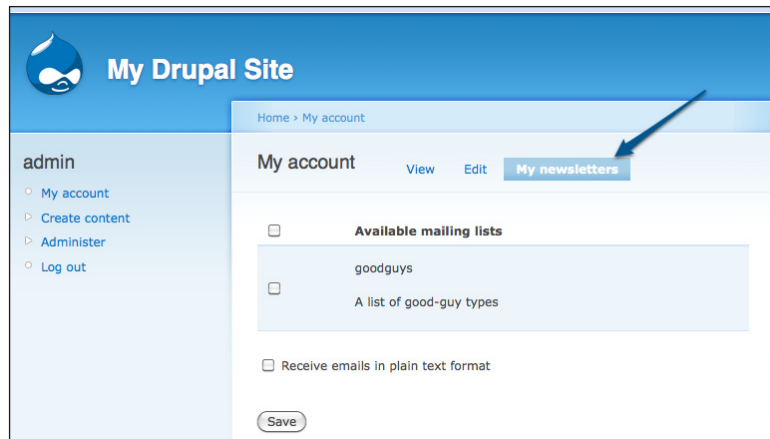 My Drupal Site
Home › My account
admin
My account
Create content
Administer
Log out
My account View Edit My newsletters
Available mailing lists
goodguys
A list of good-guy types
Receive emails in plain text format
Save